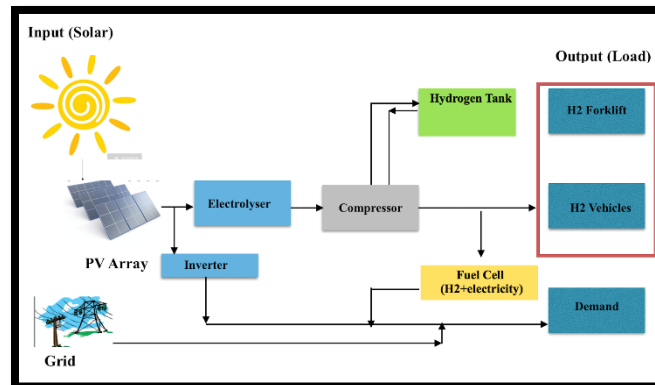 Input (Solar)
Output (Load)
Hydrogen Tank
H2 Forklift
Electrolyser
Compressor
H2 Vehicles
PV Array
Inverter
Fuel Cell
(H2+electricity)
Demand
Grid